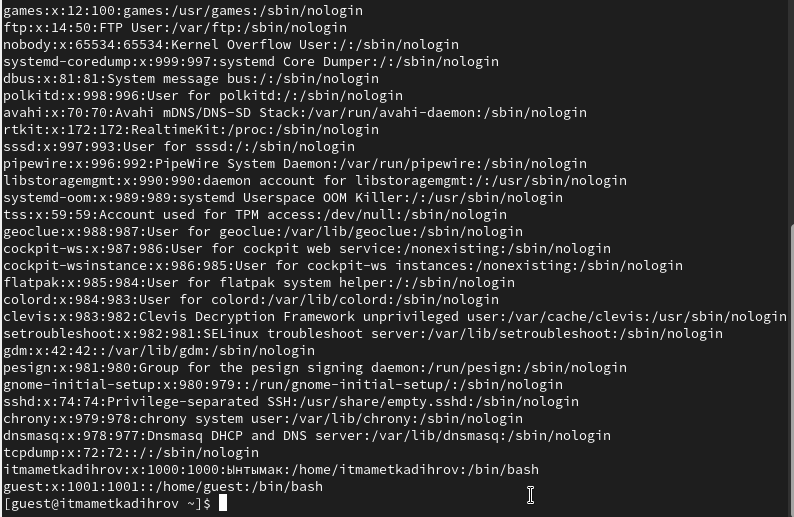 games:x:12:100:games:/usr/games:/sbin/nologin
ftp:x:14:50:FTP User:/var/ftp:/sbin/nologin
nobody:x:65534:65534:Kernel Overflow User:/:/sbin/nologin
systemd-coredump:x:999:997:systemd Core Dumper:/:/sbin/nologin
dbus:x:81:81:System message bus:/:/sbin/nologin
polkitd:x:998:996:User for polkitd:/:/sbin/nologin
avahi:x:70:70:Avahi mDNS/DNS-SD Stack:/var/run/avahi-daemon:/sbin/nologin
rtkit:x:172:172:RealtimeKit:/proc:/sbin/nologin
sssd:x:997:993:User for sssd:/:/sbin/nologin
pipewire:x:996:992:PipeWire System Daemon:/var/run/pipewire:/sbin/nologin
libstoragemgmt:x:990:990:daemon account for libstoragemgmt:/:/usr/sbin/nologin
systemd-oom:x:989:989:systemd Userspace OOM Killer:/:/usr/sbin/nologin
tss:x:59:59:Account used for TPM access:/dev/null:/sbin/nologin
geoclue:x:988:987:User for geoclue:/var/lib/geoclue:/sbin/nologin
cockpit-ws:x:987:986:User for cockpit web service:/nonexisting:/sbin/nologin
cockpit-wsinstance:x:986:985:User for cockpit-ws instances:/nonexisting:/sbin/nologin
flatpak:x:985:984:User for flatpak system helper:/:/sbin/nologin
colord:x:984:983:User for colord:/var/lib/colord:/sbin/nologin
clevis:x:983:982:Clevis Decryption Framework unprivileged user:/var/cache/clevis:/usr/sbin/nologin
setroubleshoot:x:982:981:SELinux troubleshoot server:/var/lib/setroubleshoot:/sbin/nologin
gdm:x:42:42::/var/lib/gdm:/sbin/nologin
pesign:x:981:980:Group for the pesign signing daemon:/run/pesign:/sbin/nologin
gnome-initial-setup:x:980:979::/run/gnome-initial-setup/:/sbin/nologin
sshd:x:74:74:Privilege-separated SSH:/usr/share/empty.sshd:/sbin/nologin
chrony:x:979:978:chrony system user:/var/lib/chrony:/sbin/nologin
dnsmasq:x:978:977:Dnsmasq DHCP and DNS server:/var/lib/dnsmasq:/sbin/nologin
tcpdump:x:72:72::/:/sbin/nologin
itmametkadihrov:x:1000:1000:Ынтымак:/home/itmametkadihrov:/bin/bash
guest:x:1001:1001::/home/guest:/bin/bash
[guest@itmametkadihrov ~]$